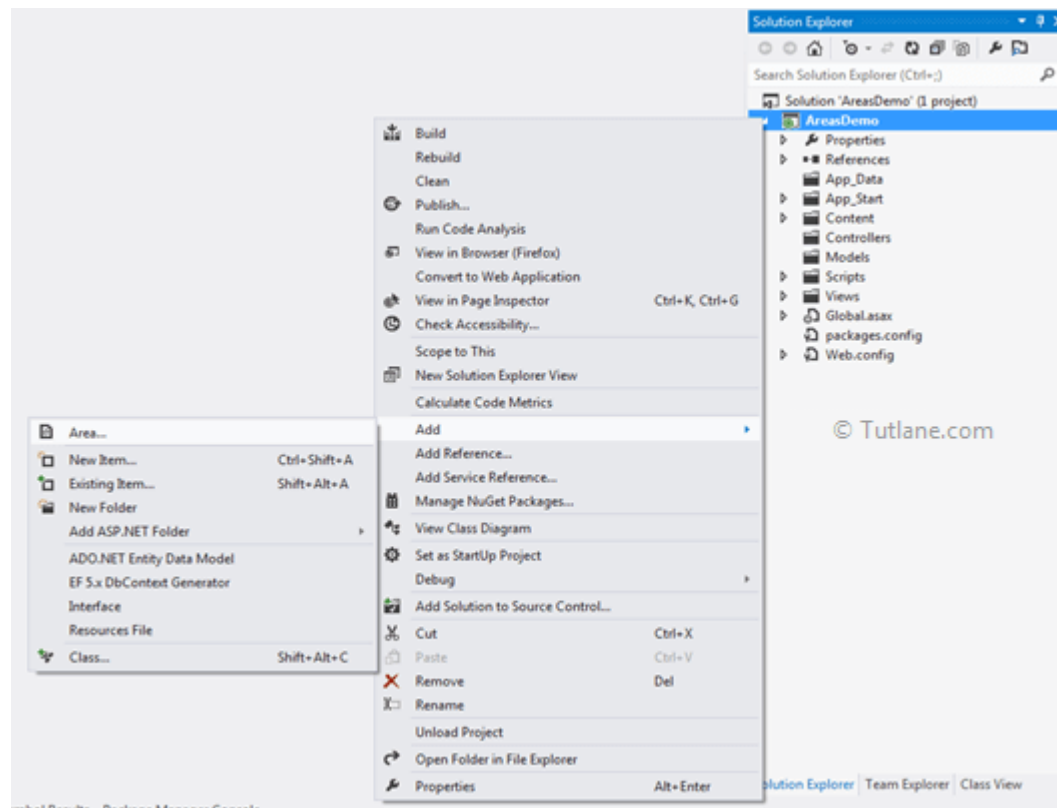 Solution Explorer
Search Solution Explorer (Ctrl+;)
Solution 'AreasDemo' (1 project)
AreasDemo
Properties
References
App_Data
App_Start
Content
Controllers
Models
Scripts
Views
Global.asax
packages.config
Web.config
© Tutlane.com
Solution Explorer Team Explorer Class View
Build
Rebuild
Clean
Publish...
Run Code Analysis
View in Browser (Firefox)
Convert to Web Application
View in Page Inspector Ctrl+K, Ctrl+G
Check Accessibility...
Scope to This
New Solution Explorer View
Calculate Code Metrics
Add
Add Reference...
Add Service Reference...
Manage NuGet Packages...
View Class Diagram
Set as StartUp Project
Debug
Add Solution to Source Control...
Cut Ctrl+X
Paste Ctrl+V
Remove Del
Rename
Unload Project
Open Folder in File Explorer
Properties Alt+Enter
Area...
New Item... Ctrl+Shift+A
Existing Item... Shift+Alt+A
New Folder
Add ASP.NET Folder
ADO.NET Entity Data Model
EF 5.x DbContext Generator
Interface
Resources File
Class... Shift+Alt+C